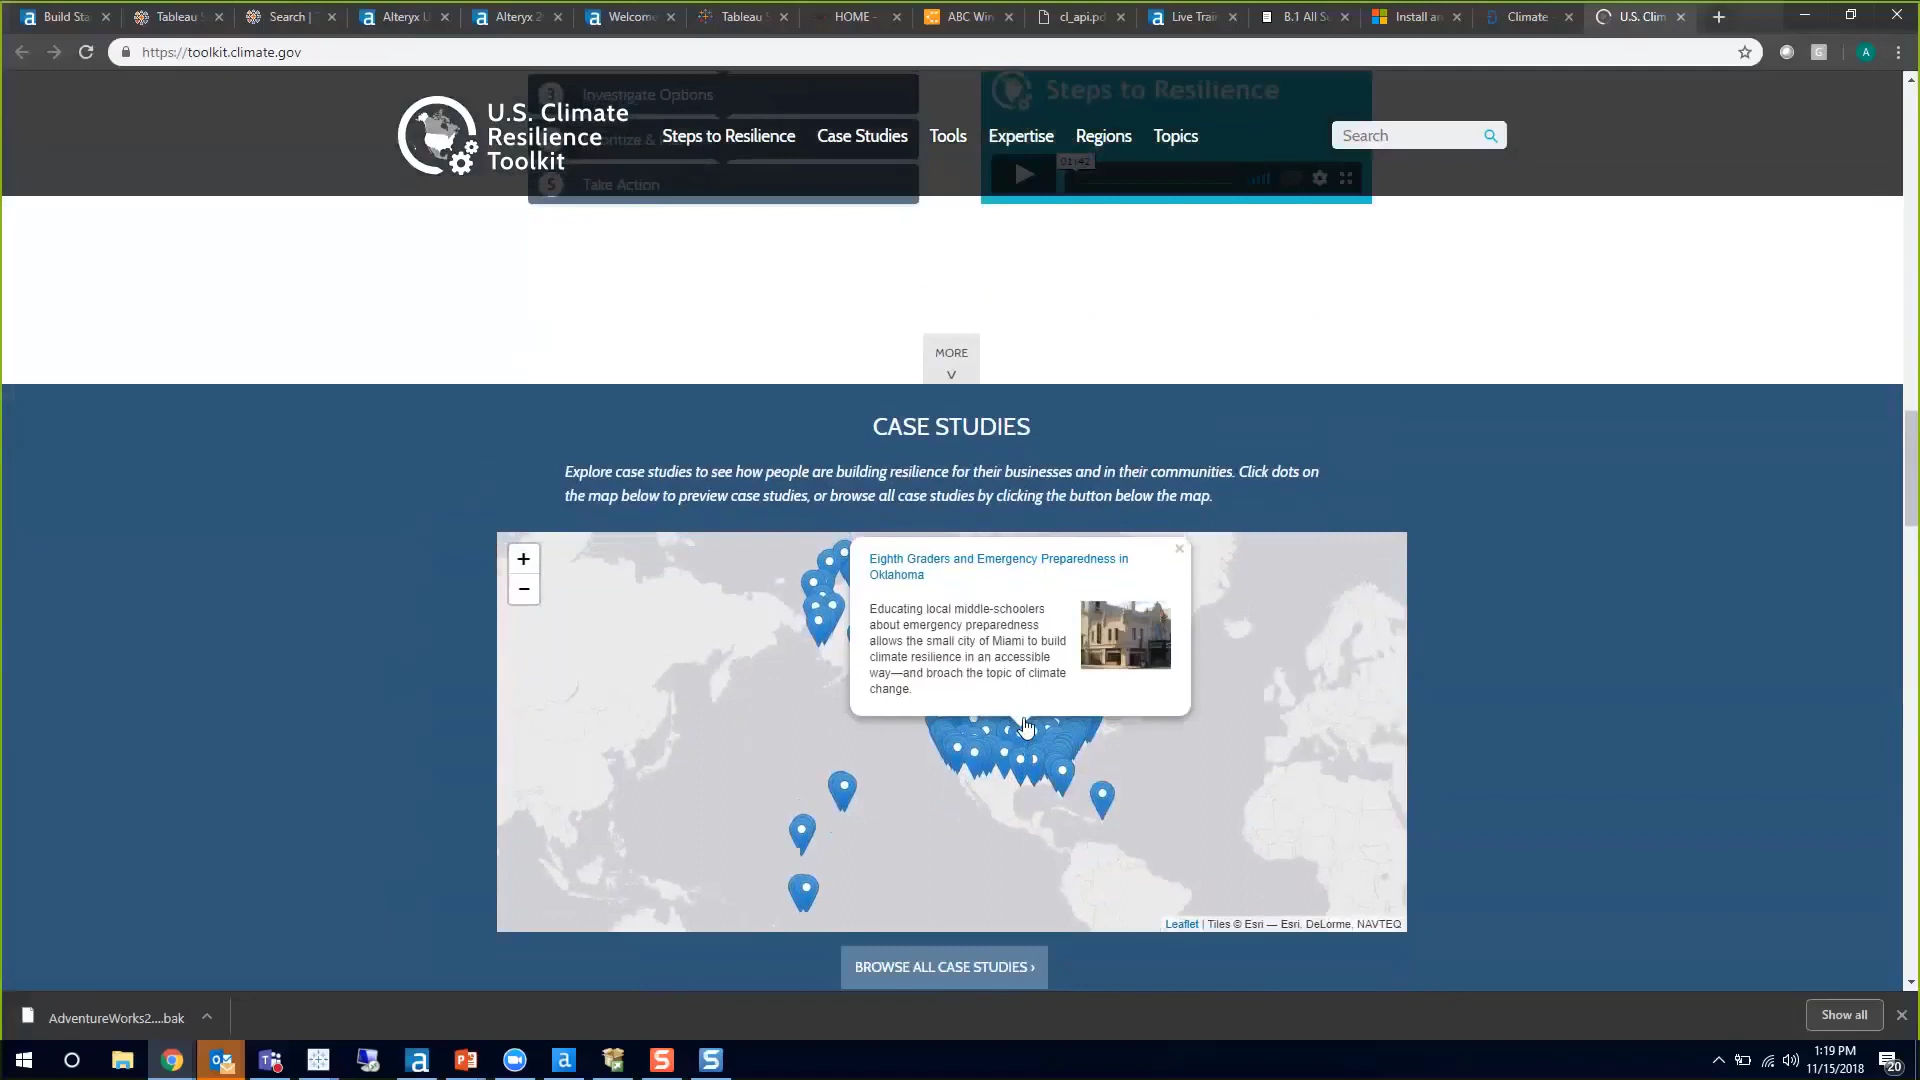 Build Sta
Tableau S
Search |
Alteryx U
Alteryx 2
Welcome
Tableau
HOME -
ABC Win
cl_api.pd
Live Train
B.1 All Su
Install an
Climate
U.S. Clim
https://toolkit.climate.gov
G
A
3 Investigate Options
Steps to Resilience
U.S. Climate
Resilience
Toolkit
Steps to Resilience
Case Studies
Tools
Expertise
Regions
Topics
Search
01:42
5 Take Action
MORE
CASE STUDIES
Explore case studies to see how people are building resilience for their businesses and in their communities. Click dots on
the map below to preview case studies, or browse all case studies by clicking the button below the map.
+
−
Eighth Graders and Emergency Preparedness in
Oklahoma
×
Educating local middle-schoolers
about emergency preparedness
allows the small city of Miami to build
climate resilience in an accessible
way—and broach the topic of climate
change.
Leaflet | Tiles © Esri — Esri, DeLorme, NAVTEQ
BROWSE ALL CASE STUDIES ›
AdventureWorks2....bak
Show all
1:19 PM
11/15/2018
20